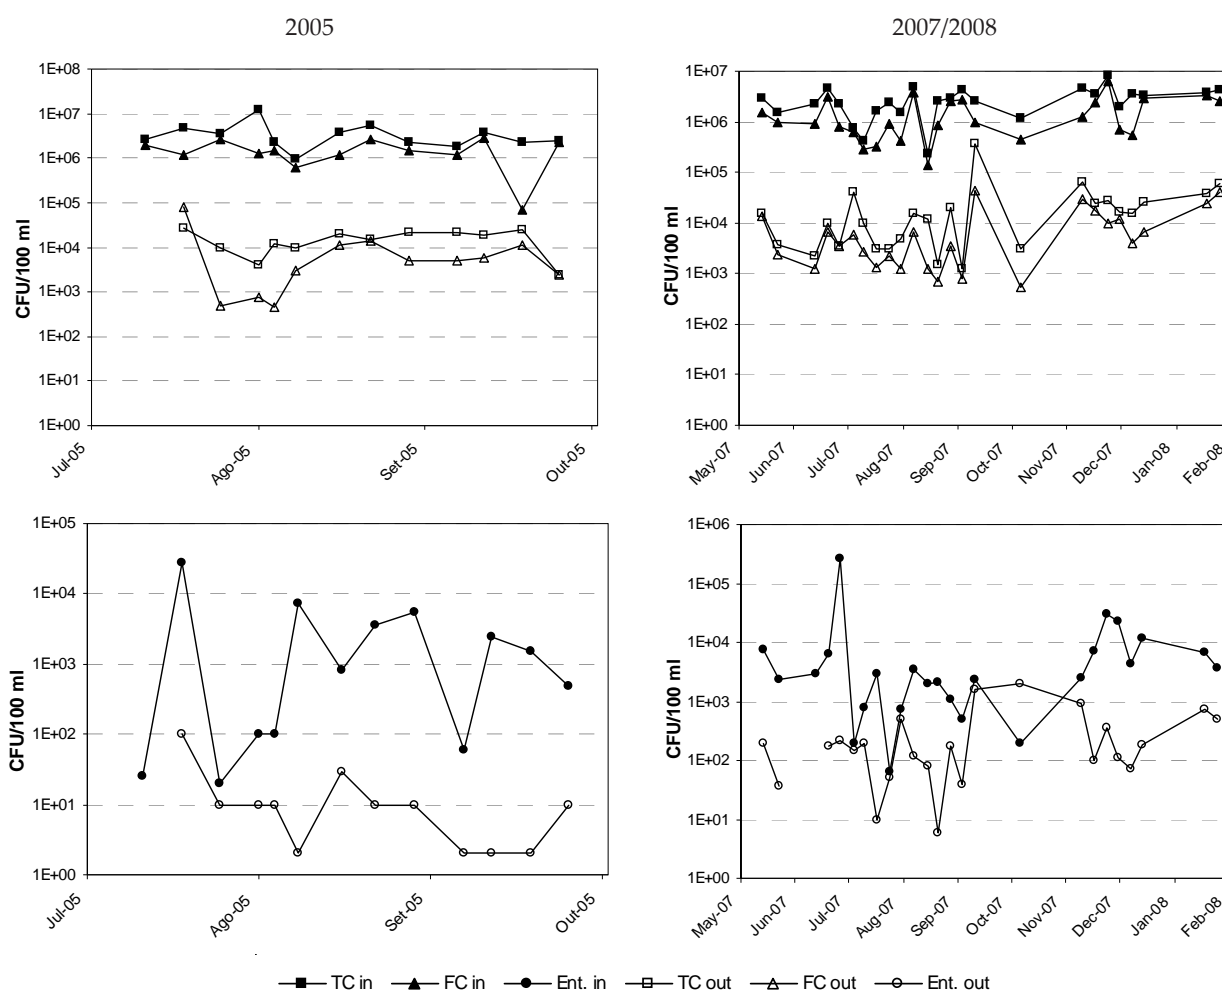 2005
2007/2008
1E+08
1E+07
1E+06
1E+05
1E+04
1E+03
1E+02
1E+01
1E+00
CFU/100 ml
Jul-05
Ago-05
Set-05
Out-05
1E+07
1E+06
1E+05
1E+04
1E+03
1E+02
1E+01
1E+00
CFU/100 ml
May-07
Jun-07
Jul-07
Aug-07
Sep-07
Oct-07
Nov-07
Dec-07
Jan-08
Feb-08
1E+05
1E+04
1E+03
1E+02
1E+01
1E+00
CFU/100 ml
Jul-05
Ago-05
Set-05
Out-05
1E+06
1E+05
1E+04
1E+03
1E+02
1E+01
1E+00
CFU/100 ml
May-07
Jun-07
Jul-07
Aug-07
Sep-07
Oct-07
Nov-07
Dec-07
Jan-08
Feb-08
TC in FC in Ent. in TC out FC out Ent. out